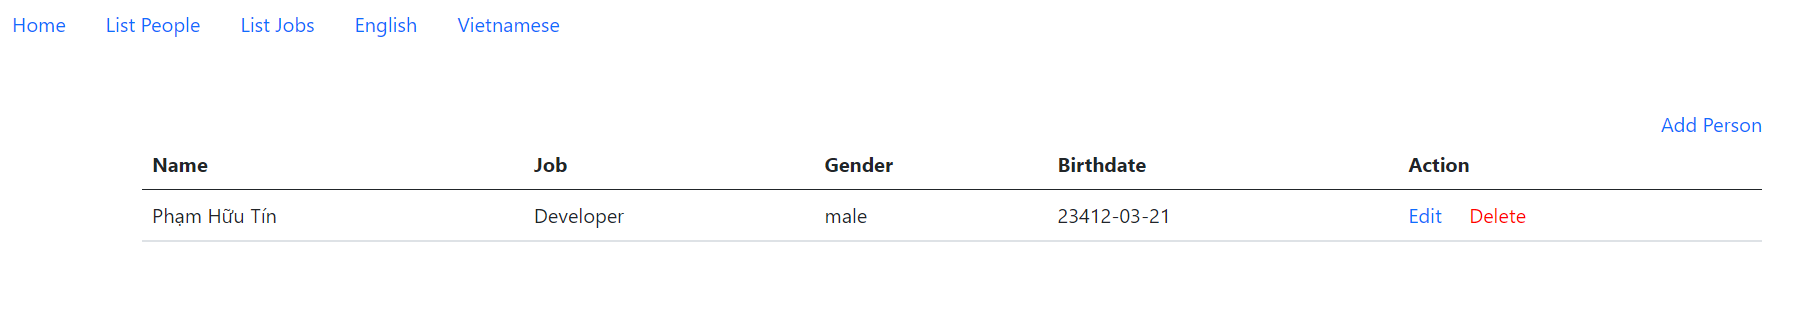 Home List People List Jobs English Vietnamese
Add Person
Name Job Gender Birthdate Action
Phạm Hữu Tín Developer male 23412-03-21 Edit Delete